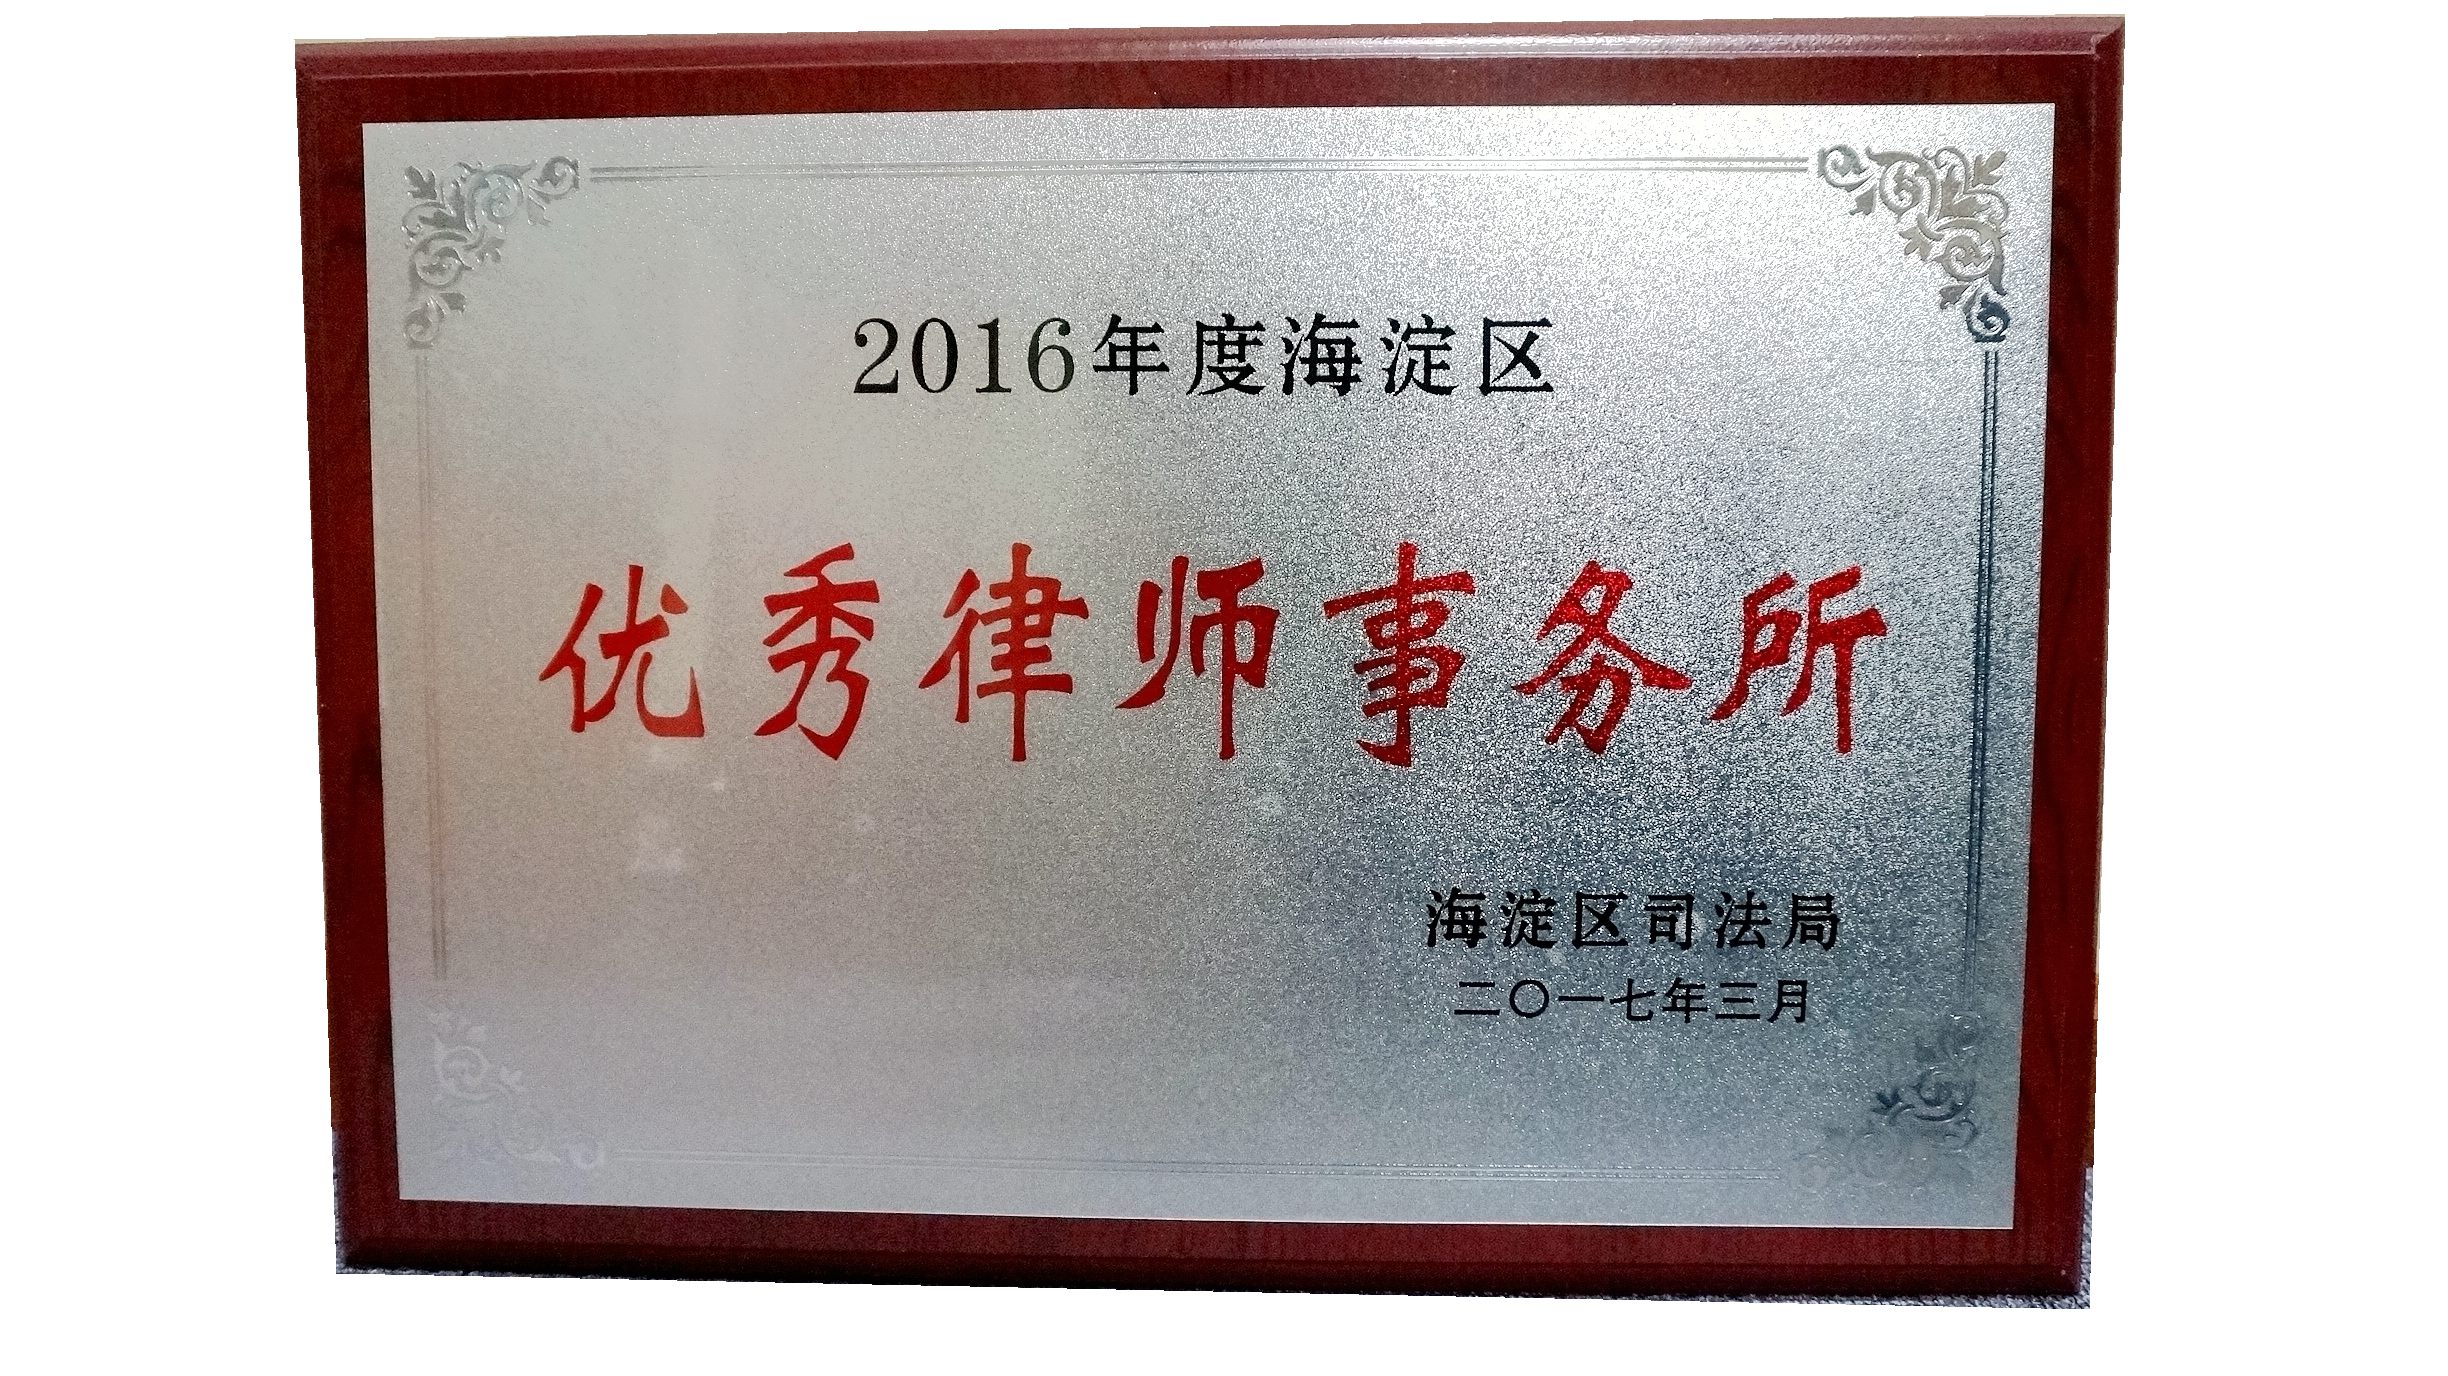 2016年度海淀区
优秀律师事务所
海淀区司法局
二〇一七年三月